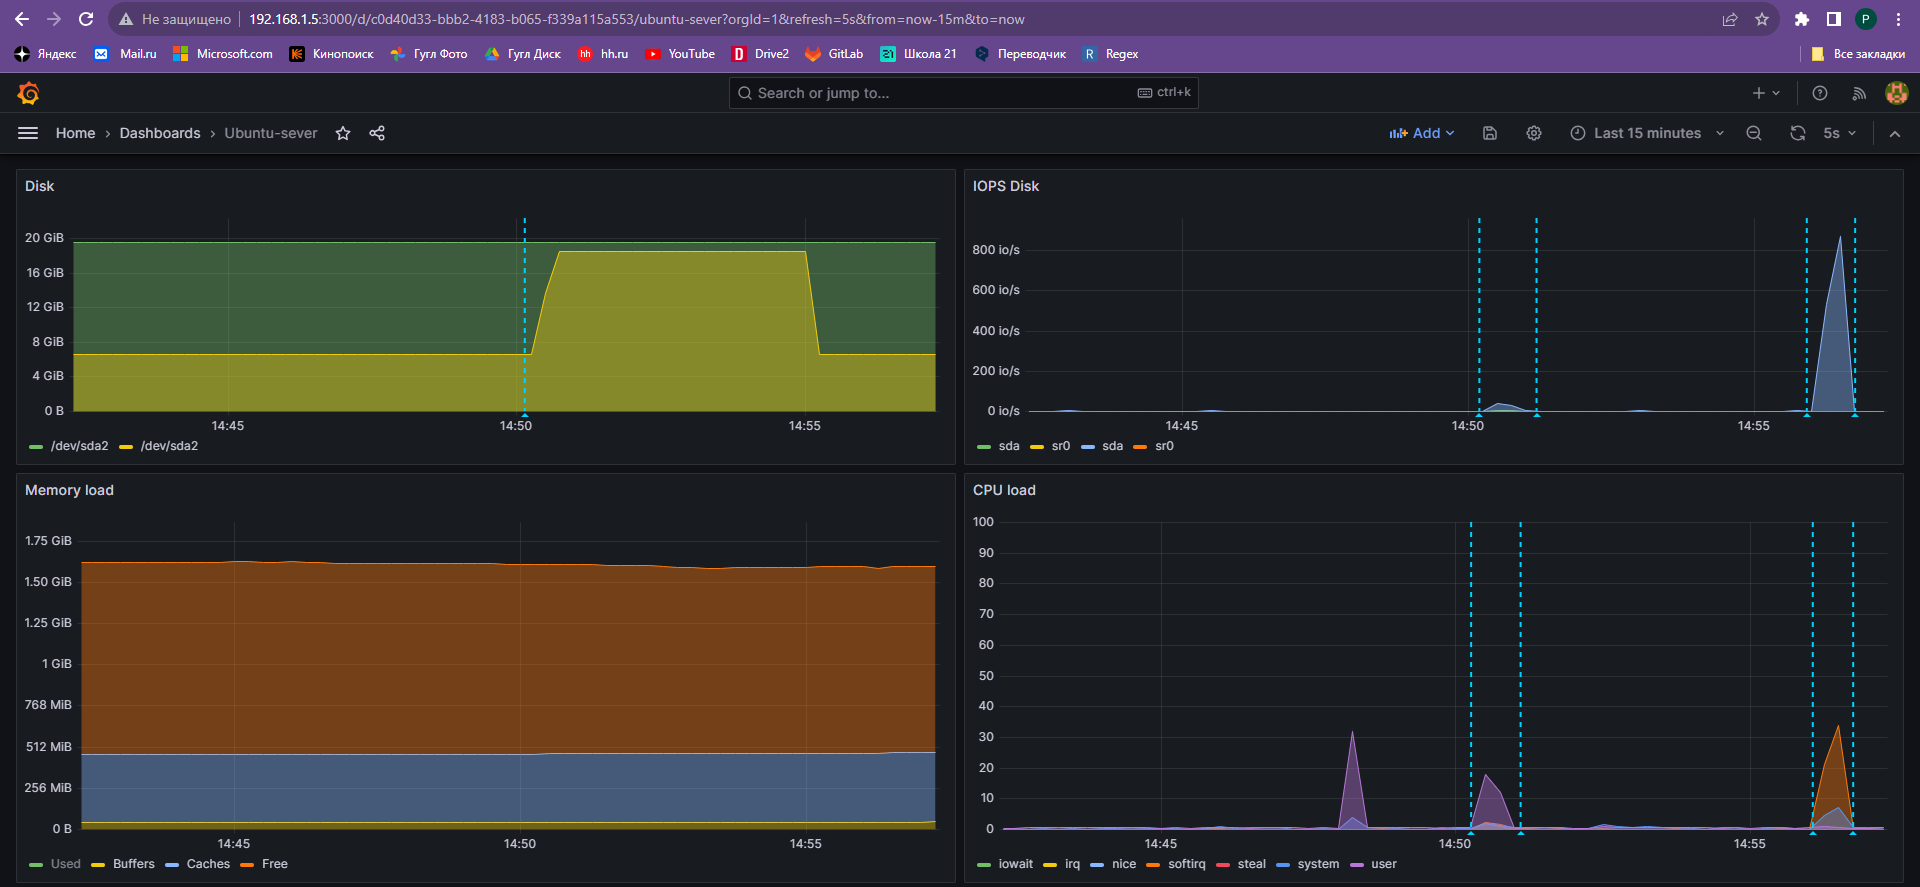 Не защищено 192.168.1.5:3000/d/c0d40d33-bbb2-4183-b065-f339a115a553/ubuntu-sever?orgId=1&refresh=5s&from=now-15m&to=now P
Яндекс Mail.ru Microsoft.com Кинопоиск Гугл Фото Гугл Диск hh hh.ru YouTube D Drive2 GitLab 21 Школа 21 Переводчик R Regex Все закладки
Search or jump to... ctrl+k
Home › Dashboards › Ubuntu-sever Add Last 15 minutes 5s
Disk
20 GiB
16 GiB
12 GiB
8 GiB
4 GiB
0 B
14:45 14:50 14:55
/dev/sda2 /dev/sda2
IOPS Disk
800 io/s
600 io/s
400 io/s
200 io/s
0 io/s
14:45 14:50 14:55
sda sr0 sda sr0
Memory load
1.75 GiB
1.50 GiB
1.25 GiB
1 GiB
768 MiB
512 MiB
256 MiB
0 B
14:45 14:50 14:55
Used Buffers Caches Free
CPU load
100
90
80
70
60
50
40
30
20
10
0
14:45 14:50 14:55
iowait irq nice softirq steal system user